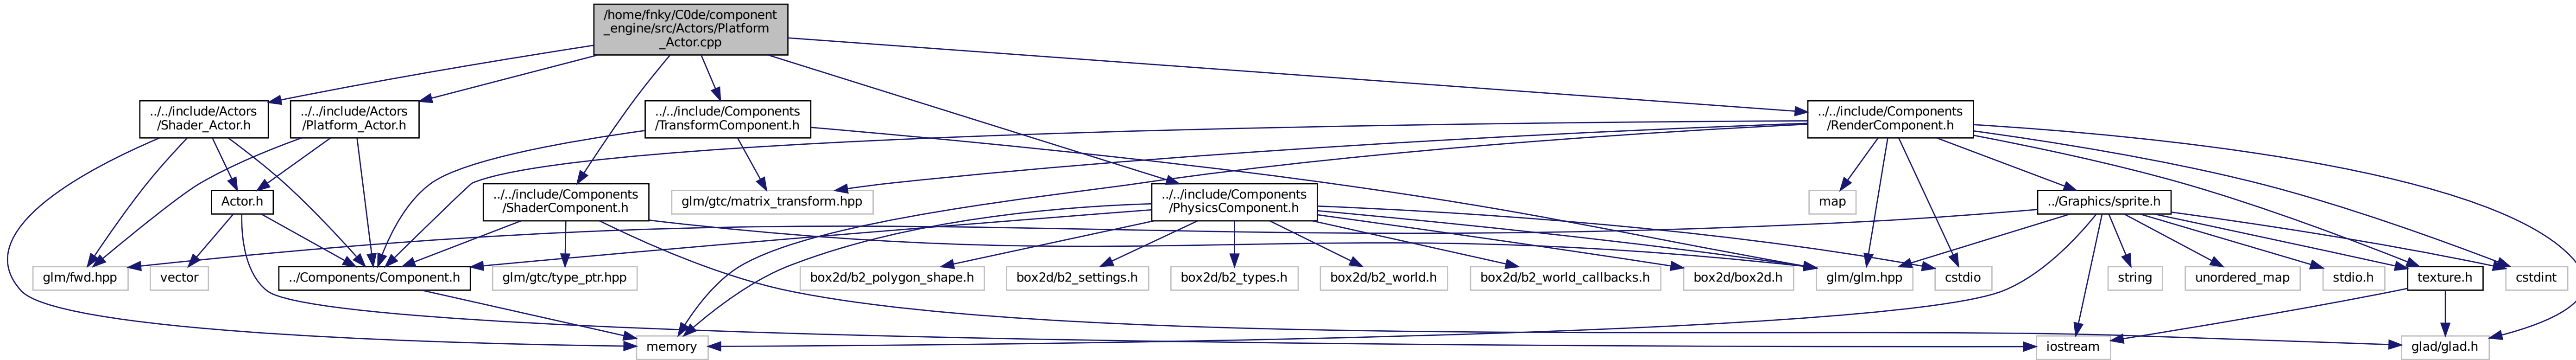 /home/fnky/C0de/component
_engine/src/Actors/Platform
_Actor.cpp
../../include/Actors
/Shader_Actor.h
../../include/Actors
/Platform_Actor.h
../../include/Components
/TransformComponent.h
../../include/Components
/RenderComponent.h
Actor.h
../../include/Components
/ShaderComponent.h
glm/gtc/matrix_transform.hpp
../../include/Components
/PhysicsComponent.h
map
../Graphics/sprite.h
glm/fwd.hpp
vector
../Components/Component.h
glm/gtc/type_ptr.hpp
box2d/b2_polygon_shape.h
box2d/b2_settings.h
box2d/b2_types.h
box2d/b2_world.h
box2d/b2_world_callbacks.h
box2d/box2d.h
glm/glm.hpp
cstdio
string
unordered_map
stdio.h
texture.h
cstdint
memory
iostream
glad/glad.h